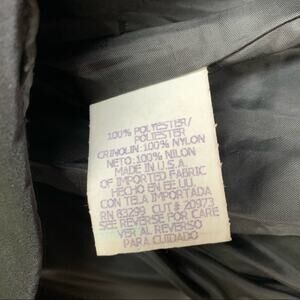 100% POLYESTER/
POLIESTER
CRINOLIN: 100% NYLON
NETO: 100% NILON
MADE IN U.S.A.
OF IMPORTED FABRIC
HECHO EN EE UU.
CON TELA IMPORTADA
RN 83299 CUT # 20973
SEE REVERSE FOR CARE
VER AL REVERSO
PARA CUIDADO